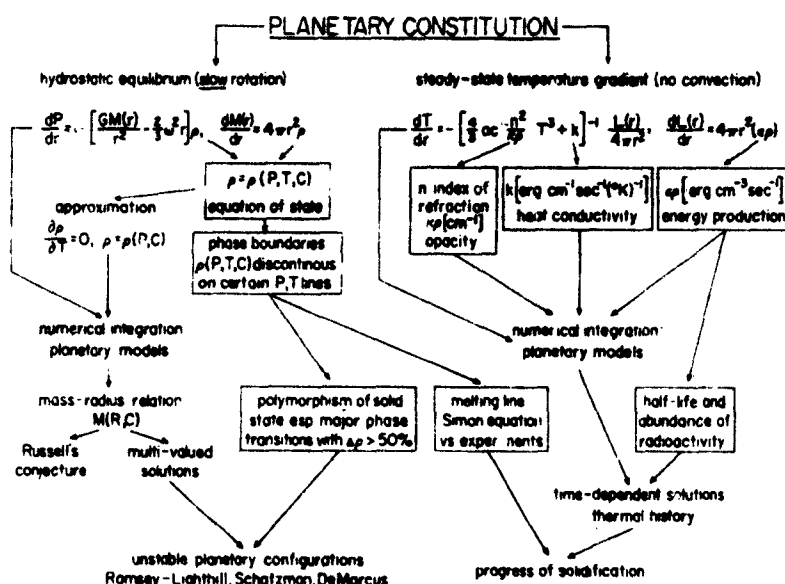 PLANETARY CONSTITUTION
hydrostatic equilibrium (slow rotation)
steady-state temperature gradient (no convection)
dP/dr = - [GM(r)/r² - 2/3 ω² r] ρ, dM(r)/dr = 4πr²ρ
dT/dr = - [4/3 ac n²/κρ T³ + k]⁻¹ L(r)/4πr², dL(r)/dr = 4πr²(ερ)
ρ = ρ (P,T,C)
equation of state
approximation
∂ρ/∂T = 0, ρ = ρ(P,C)
phase boundaries
ρ(P,T,C) discontinous
on certain P,T lines
n index of
refraction
κρ[cm⁻¹]
opacity
k[erg cm⁻¹ sec⁻¹(°K)⁻¹]
heat conductivity
ερ[erg cm⁻³ sec⁻¹]
energy production
numerical integration
planetary models
numerical integration
planetary models
mass-radius relation
M(R,C)
Russell's
conjecture
multi-valued
solutions
polymorphism of solid
state esp major phase
transitions with Δρ > 50%
melting line
Simon equation
vs experiments
half-life and
abundance of
radioactivity
time-dependent solutions
thermal history
unstable planetary configurations
Ramsey-Lighthill, Schatzman, DeMarcus
progress of solidification